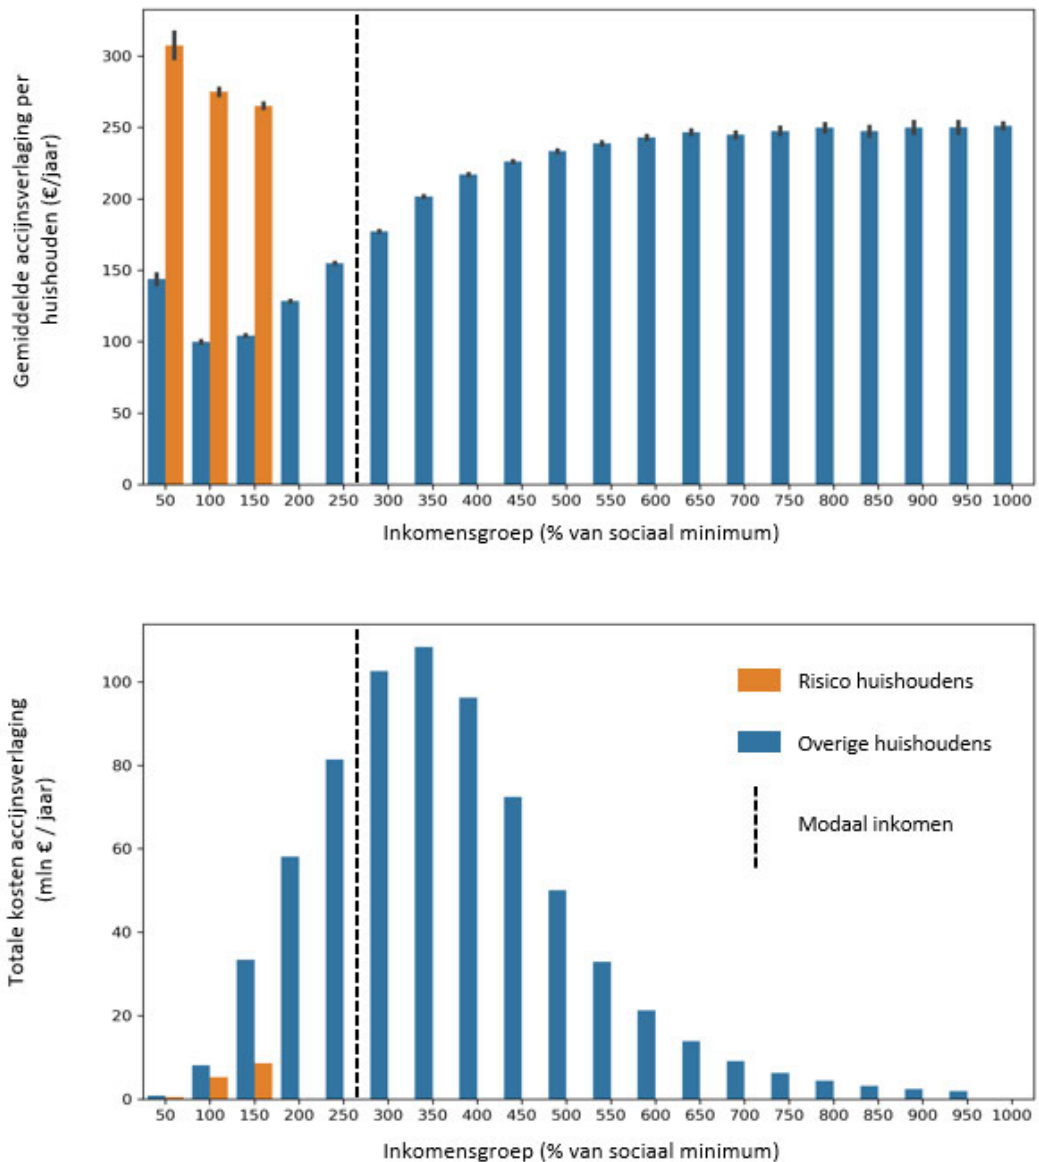 Gemiddelde accijnsverlaging per
huishouden (€/jaar)
300
250
200
150
100
50
0
50 100 150 200 250 300 350 400 450 500 550 600 650 700 750 800 850 900 950 1000
Inkomensgroep (% van sociaal minimum)
Totale kosten accijnsverlaging
(mln € / jaar)
100
80
60
40
20
0
Risico huishoudens
Overige huishoudens
Modaal inkomen
50 100 150 200 250 300 350 400 450 500 550 600 650 700 750 800 850 900 950 1000
Inkomensgroep (% van sociaal minimum)